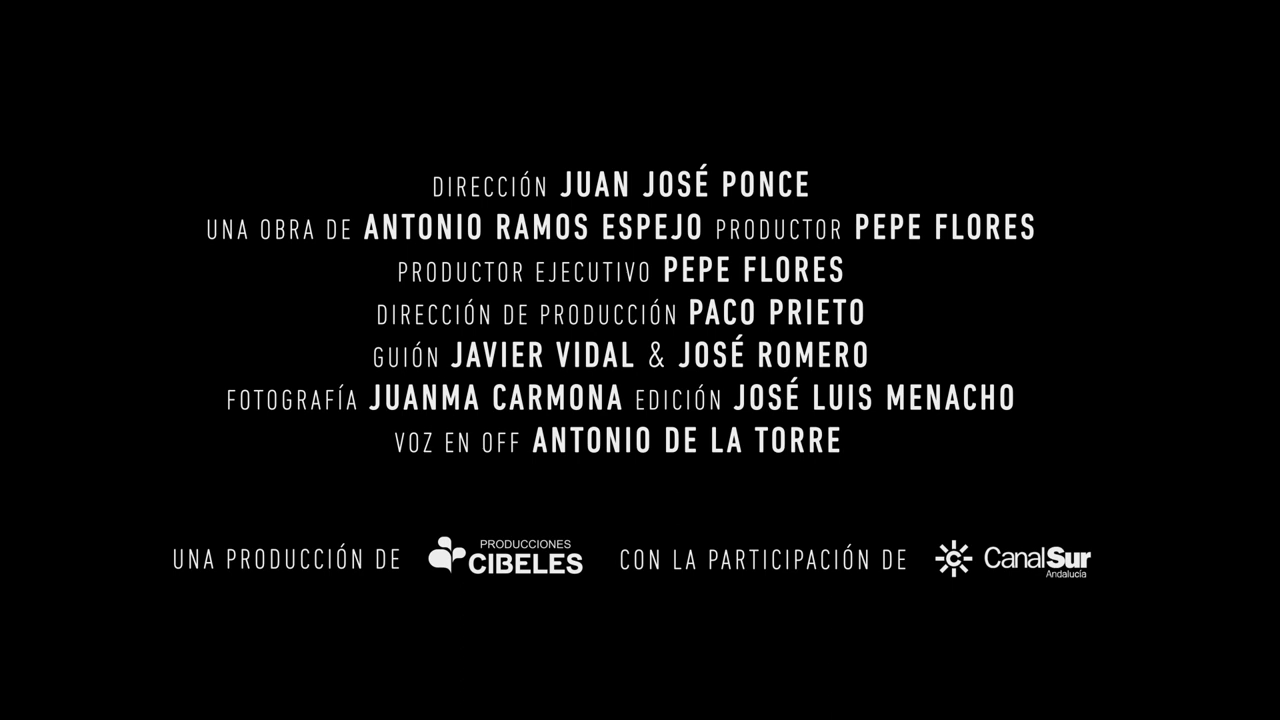 DIRECCIÓN JUAN JOSÉ PONCE
UNA OBRA DE ANTONIO RAMOS ESPEJO PRODUCTOR PEPE FLORES
PRODUCTOR EJECUTIVO PEPE FLORES
DIRECCIÓN DE PRODUCCIÓN PACO PRIETO
GUIÓN JAVIER VIDAL & JOSÉ ROMERO
FOTOGRAFÍA JUANMA CARMONA EDICIÓN JOSÉ LUIS MENACHO
VOZ EN OFF ANTONIO DE LA TORRE
UNA PRODUCCIÓN DE PRODUCCIONES CIBELES CON LA PARTICIPACIÓN DE CanalSur Andalucía